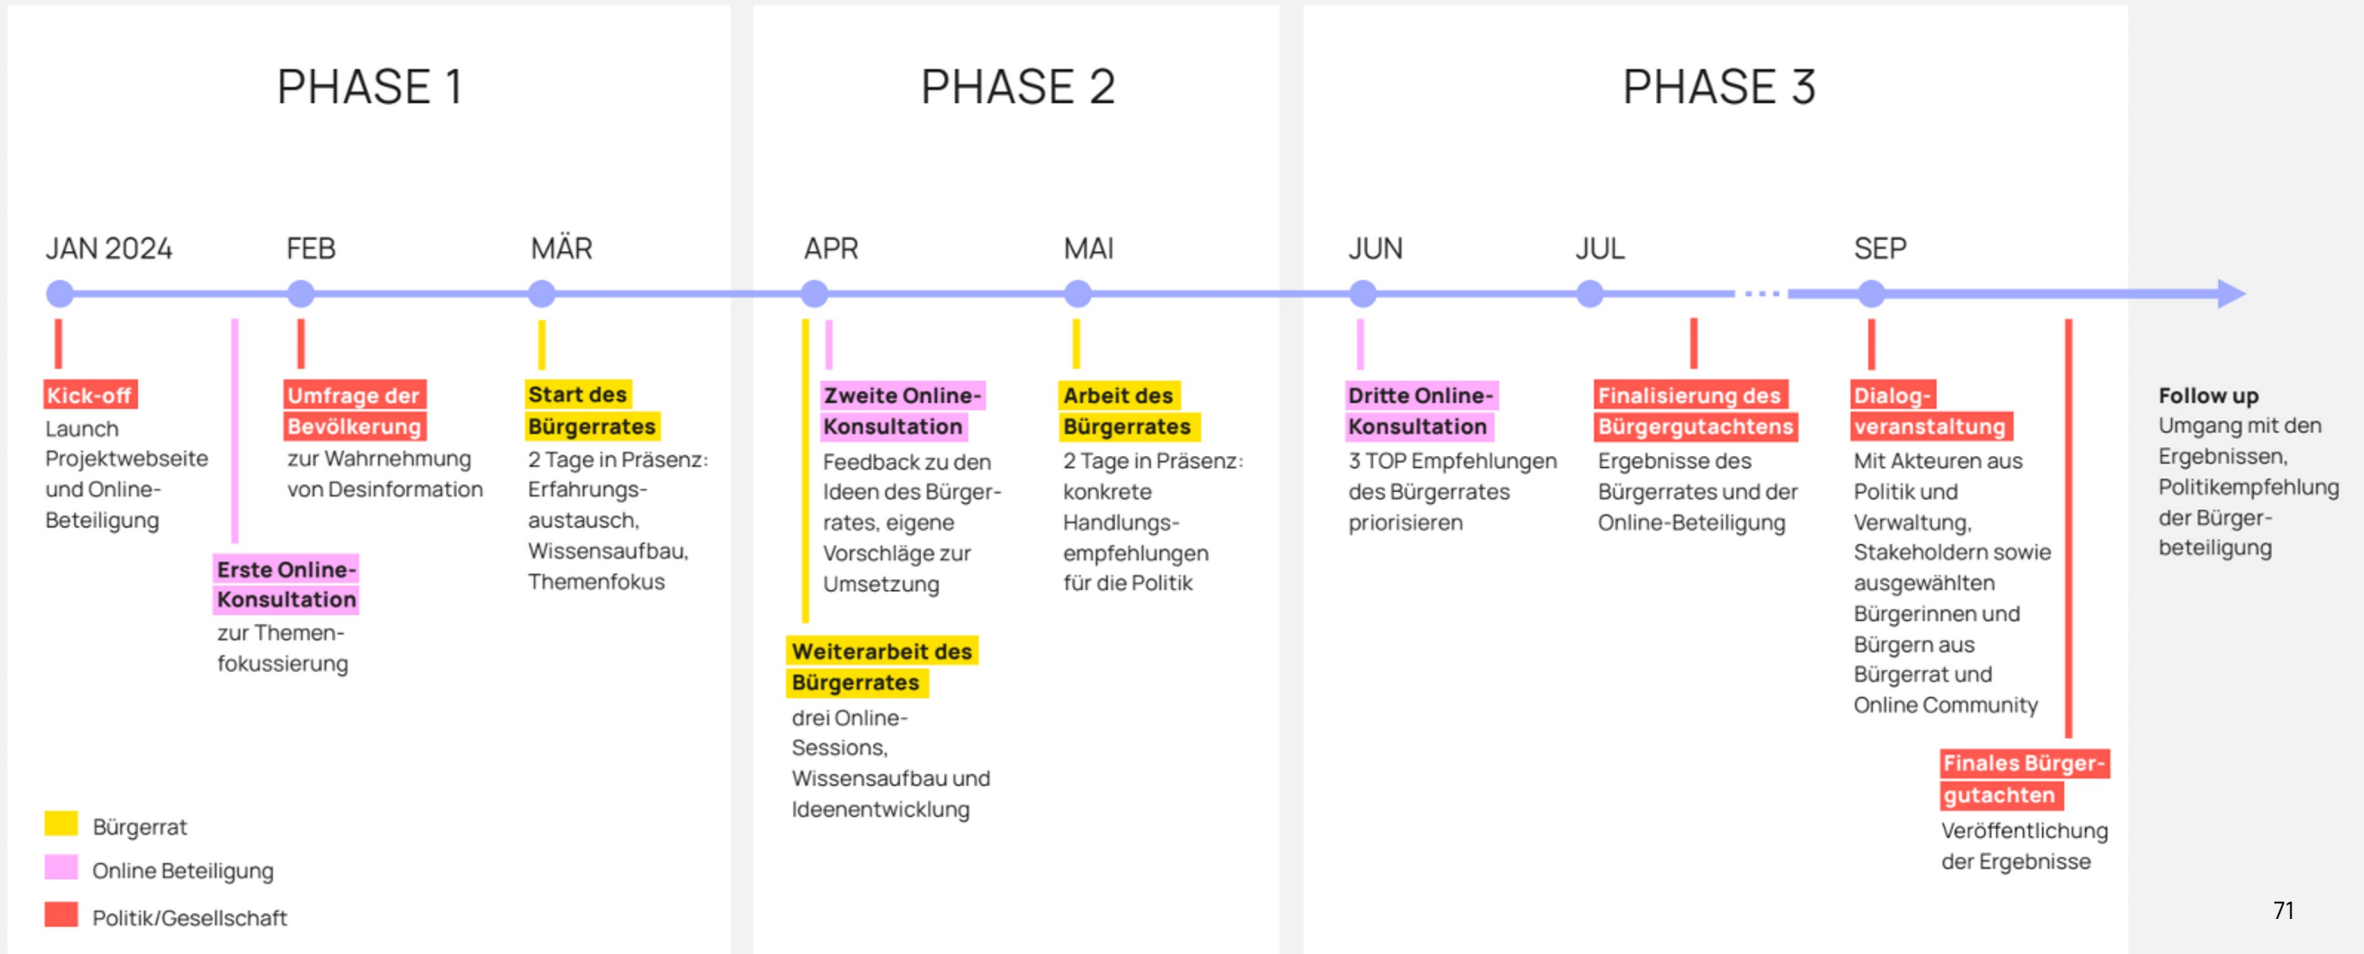 PHASE 1
JAN 2024
FEB
MÄR
Kick-off
Launch
Projektwebseite
und Online-
Beteiligung
Erste Online-
Konsultation
zur Themen-
fokussierung
Umfrage der
Bevölkerung
zur Wahrnehmung
von Desinformation
Start des
Bürgerrates
2 Tage in Präsenz:
Erfahrungs-
austausch,
Wissensaufbau,
Themenfokus
Bürgerrat
Online Beteiligung
Politik/Gesellschaft
PHASE 2
APR
MAI
Zweite Online-
Konsultation
Feedback zu den
Ideen des Bürger-
rates, eigene
Vorschläge zur
Umsetzung
Weiterarbeit des
Bürgerrates
drei Online-
Sessions,
Wissensaufbau und
Ideenentwicklung
Arbeit des
Bürgerrates
2 Tage in Präsenz:
konkrete
Handlungs-
empfehlungen
für die Politik
PHASE 3
JUN
JUL
SEP
Dritte Online-
Konsultation
3 TOP Empfehlungen
des Bürgerrates
priorisieren
Finalisierung des
Bürgergutachtens
Ergebnisse des
Bürgerrates und der
Online-Beteiligung
Dialog-
veranstaltung
Mit Akteuren aus
Politik und
Verwaltung,
Stakeholdern sowie
ausgewählten
Bürgerinnen und
Bürgern aus
Bürgerrat und
Online Community
Finales Bürger-
gutachten
Veröffentlichung
der Ergebnisse
Follow up
Umgang mit den
Ergebnissen,
Politikempfehlung
der Bürger-
beteiligung
71